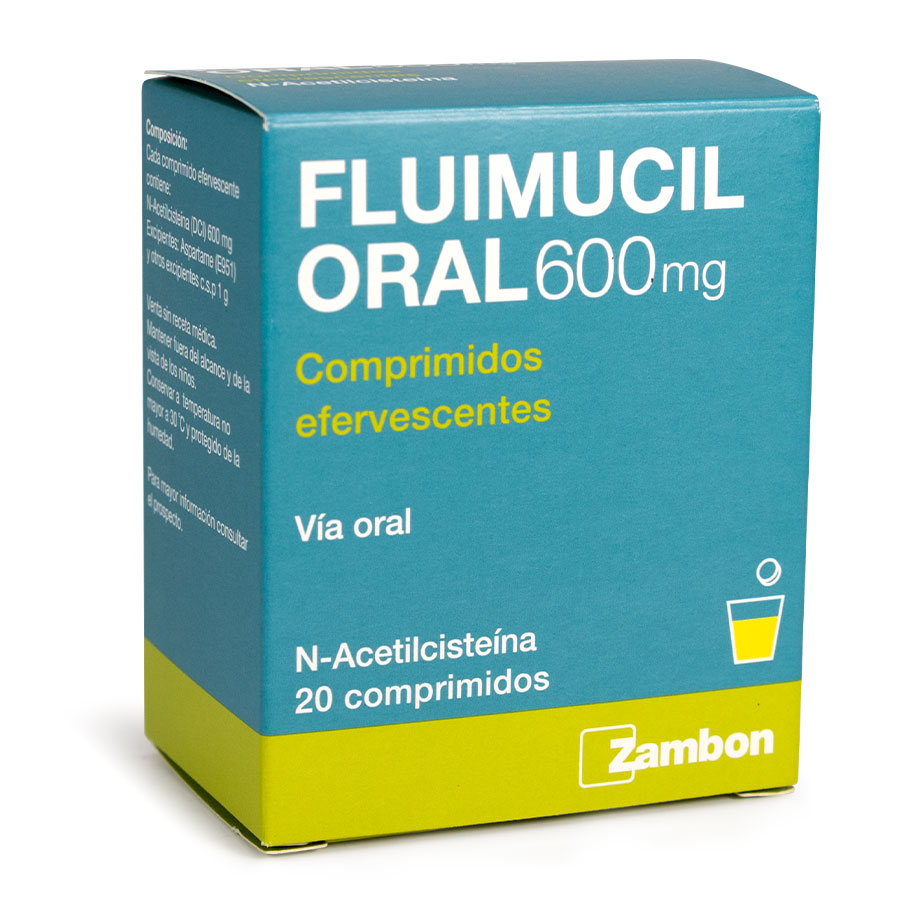 N-Acetilcisteína
Composición:
Cada comprimido efervescente
contiene:
N-Acetilcisteína (DCI) 600 mg
Excipientes: Aspartame (E951)
y otros excipientes c.s.p 1 g
Venta sin receta médica.
Mantener fuera del alcance y de la
vista de los niños.
Conservar a temperatura no
mayor a 30°C y protegido de la
humedad.
Para mayor información consultar
el prospecto.
FLUIMUCIL
ORAL 600 mg
Comprimidos
efervescentes
Vía oral
N-Acetilcisteína
20 comprimidos
Zambon